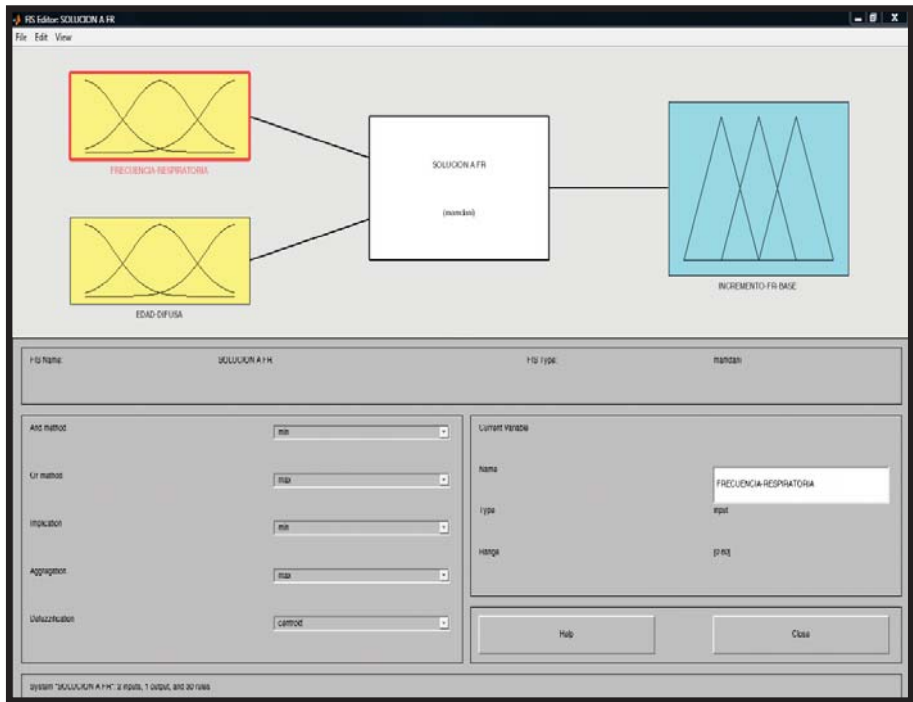 FIS Editor: SOLUCION A FR
File Edit View
FRECUENCIA-RESPIRATORIA
EDAD-DIFUSA
SOLUCION A FR
(mamdani)
INCREMENTO-FR-BASE
FIS Name: SOLUCION A FR FIS Type: mamdani
And method min
Or method max
Implication min
Aggregation max
Defuzzification centroid
Current Variable
Name FRECUENCIA-RESPIRATORIA
Type input
Range
Help Close
System "SOLUCION A FR": 2 inputs, 1 output, and 30 rules